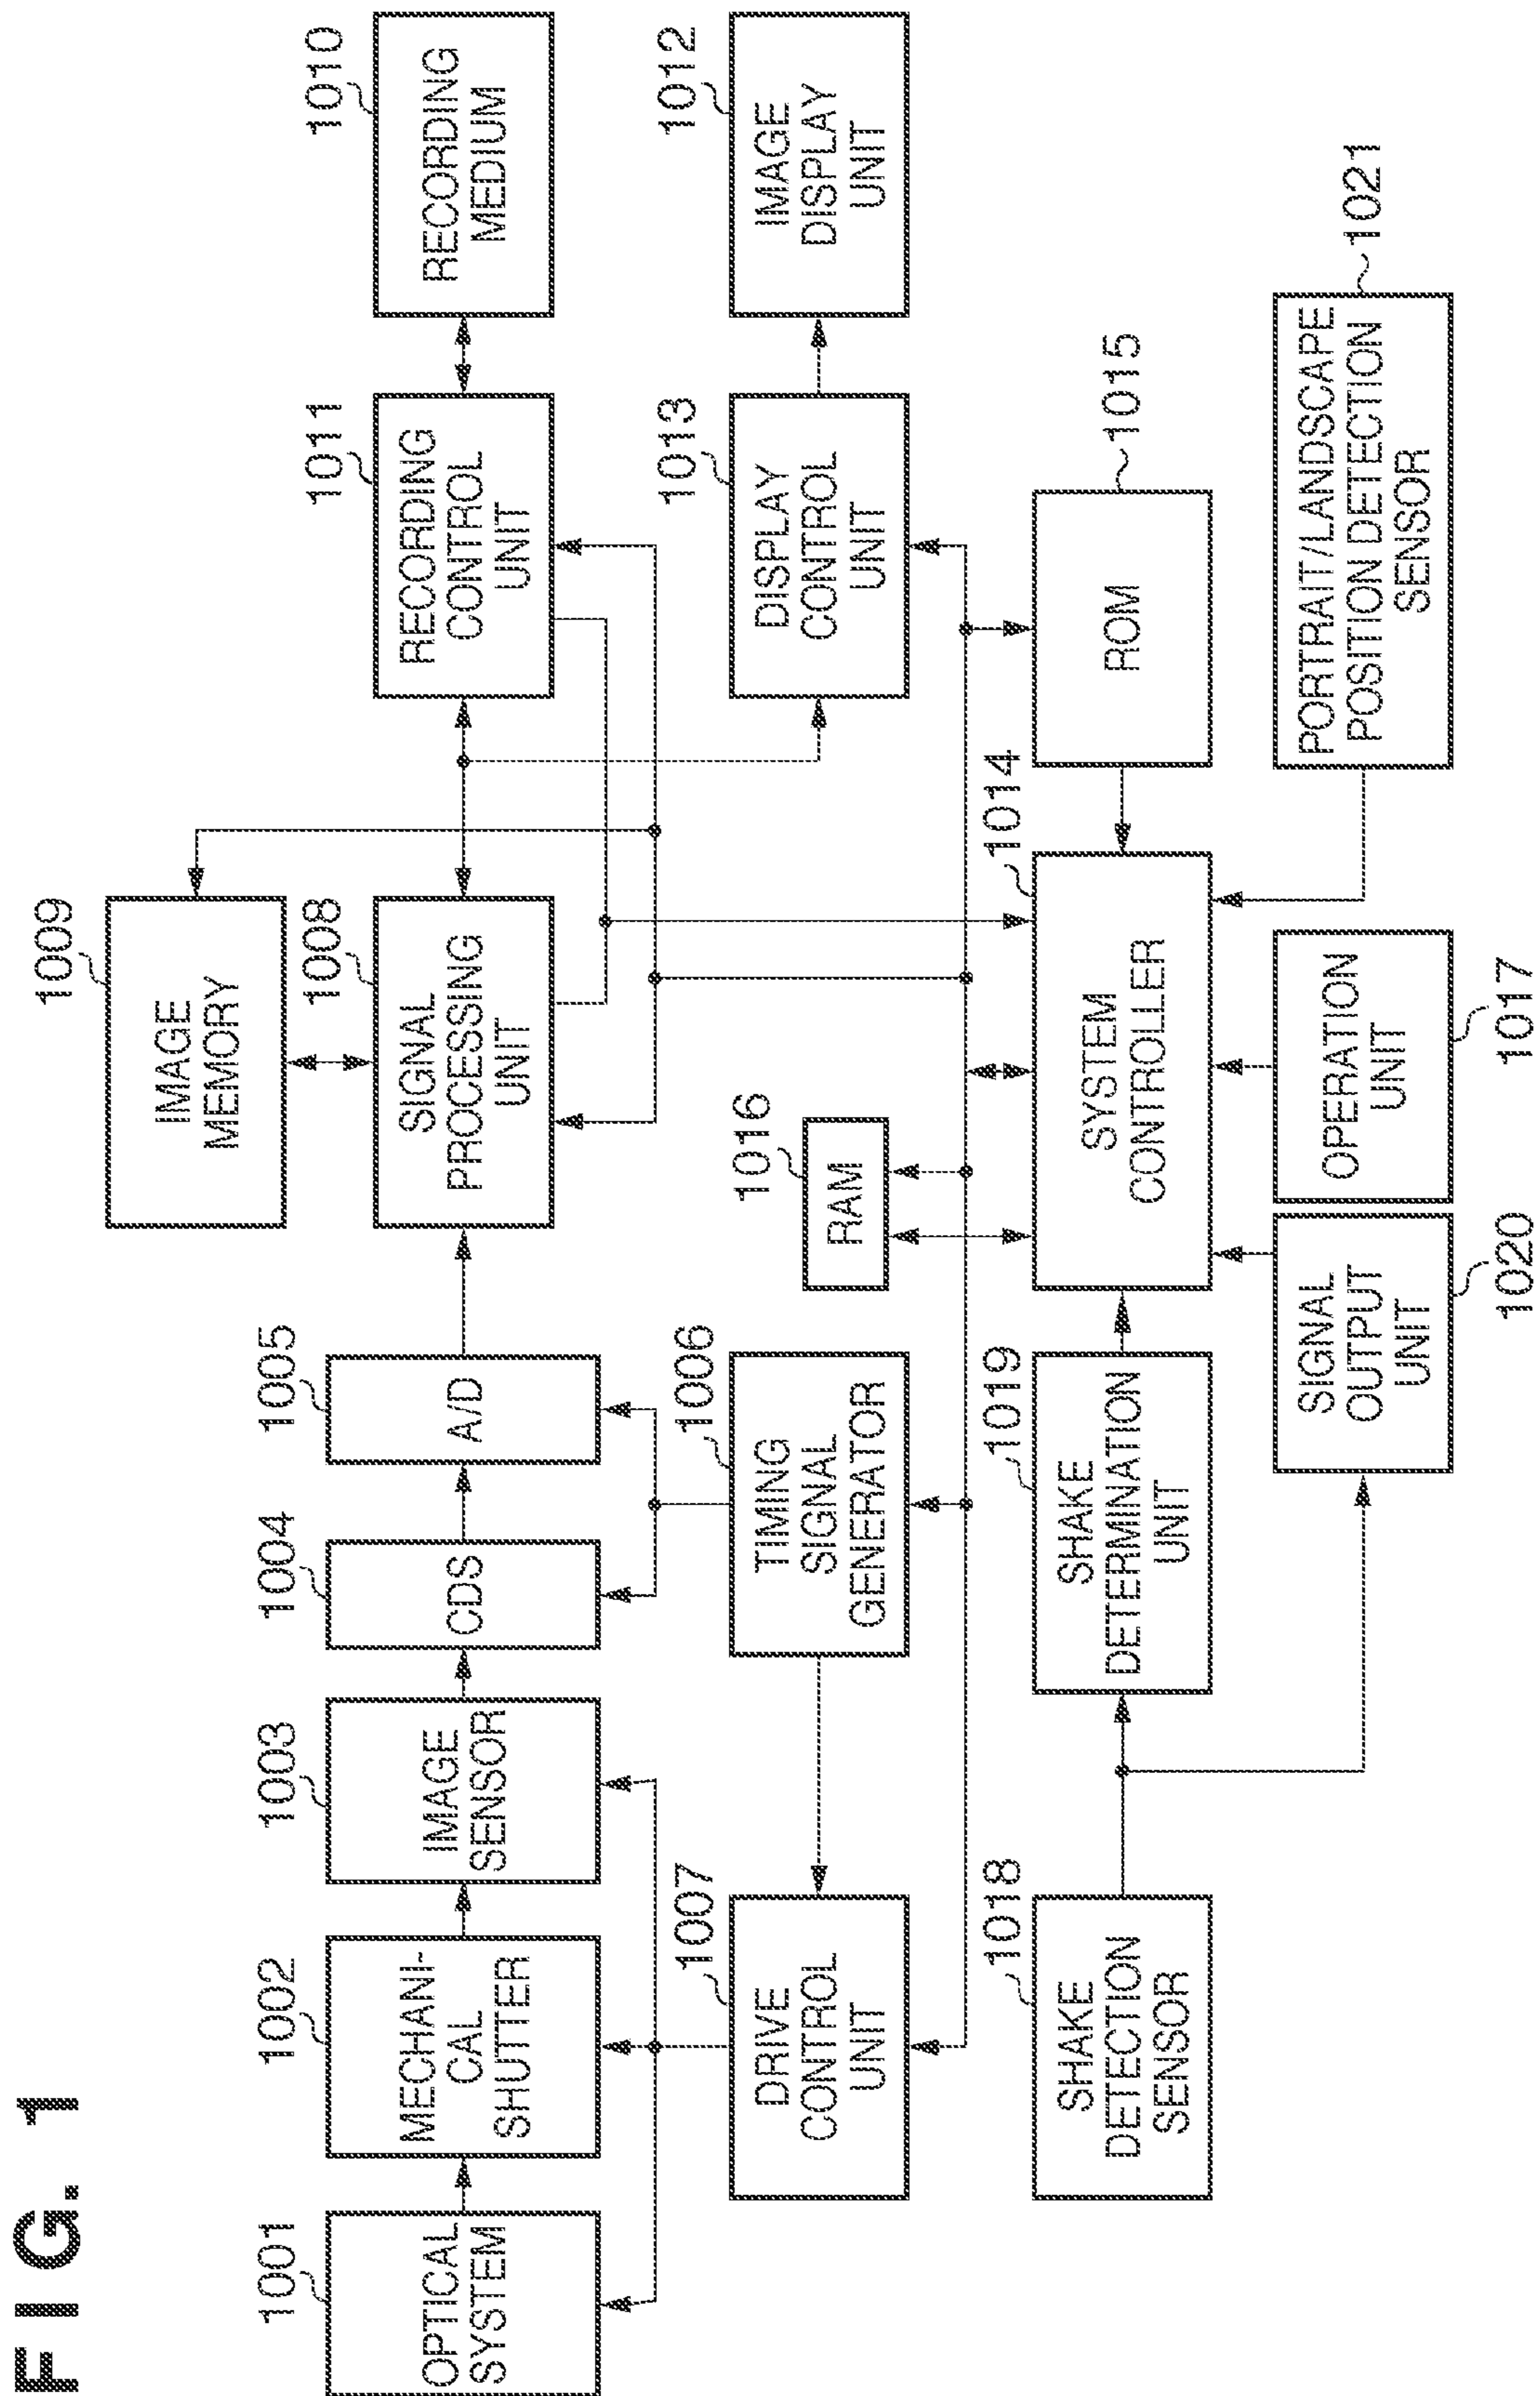 FIG. 1
1001
OPTICAL
SYSTEM
1002
MECHANI-
CAL
SHUTTER
1003
IMAGE
SENSOR
1004
CDS
1005
A/D
1009
IMAGE
MEMORY
1008
SIGNAL
PROCESSING
UNIT
1011
RECORDING
CONTROL
UNIT
1010
RECORDING
MEDIUM
1007
DRIVE
CONTROL
UNIT
1006
TIMING
SIGNAL
GENERATOR
1016
RAM
1013
DISPLAY
CONTROL
UNIT
1012
IMAGE
DISPLAY
UNIT
1018
SHAKE
DETECTION
SENSOR
1019
SHAKE
DETERMINATION
UNIT
1014
SYSTEM
CONTROLLER
ROM
1015
SIGNAL
OUTPUT
UNIT
1020
OPERATION
UNIT
1017
PORTRAIT/LANDSCAPE
POSITION DETECTION
SENSOR
1021